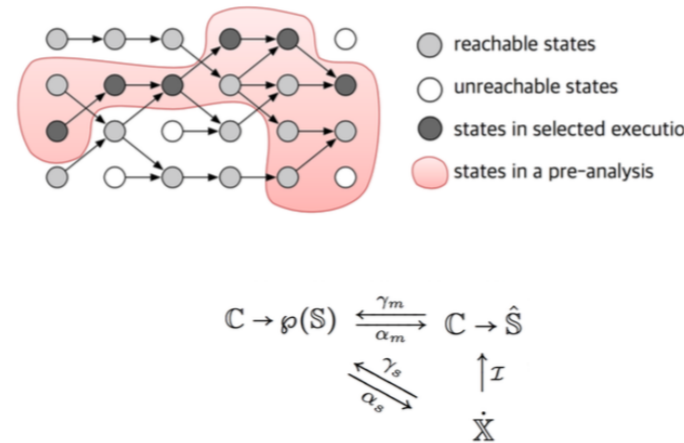 reachable states
unreachable states
states in selected executio
states in a pre-analysis
ℂ → ℘(𝕊) γₘ αₘ ℂ → Ŝ
γₛ αₛ ↑ 𝓘
Ẋ